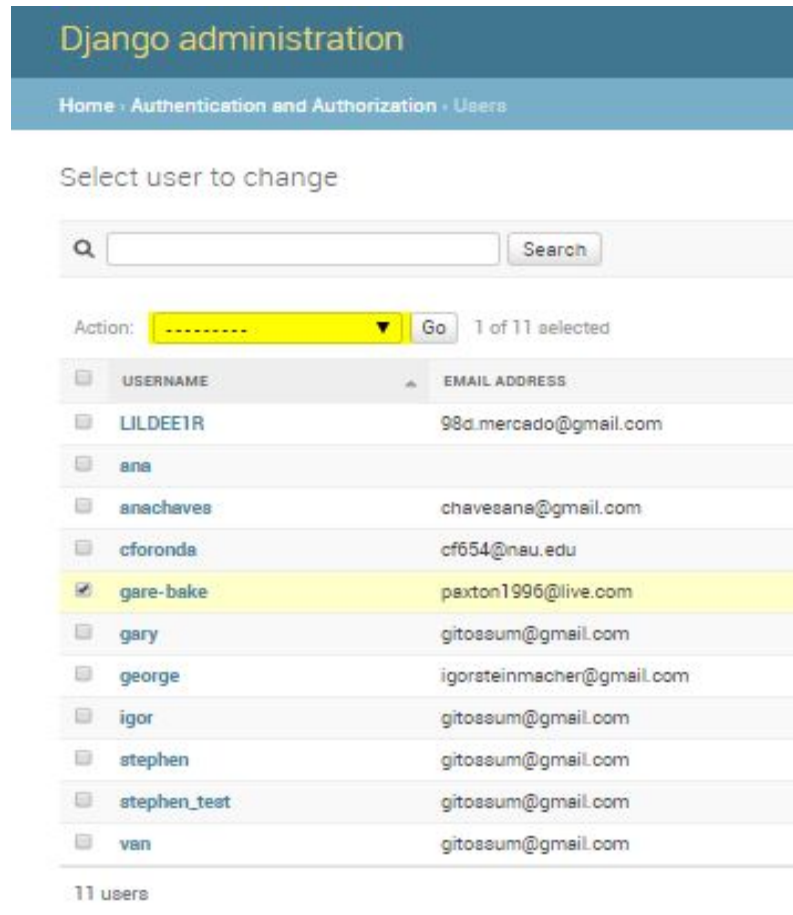 Django administration
Home › Authentication and Authorization › Users
Select user to change
Search
Action: --------- Go 1 of 11 selected
USERNAME EMAIL ADDRESS
LILDEE1R 98d.mercado@gmail.com
ana
anachaves chavesana@gmail.com
cforonda cf654@nau.edu
gare-bake paxton1996@live.com
gary gitossum@gmail.com
george igorsteinmacher@gmail.com
igor gitossum@gmail.com
stephen gitossum@gmail.com
stephen_test gitossum@gmail.com
van gitossum@gmail.com
11 users